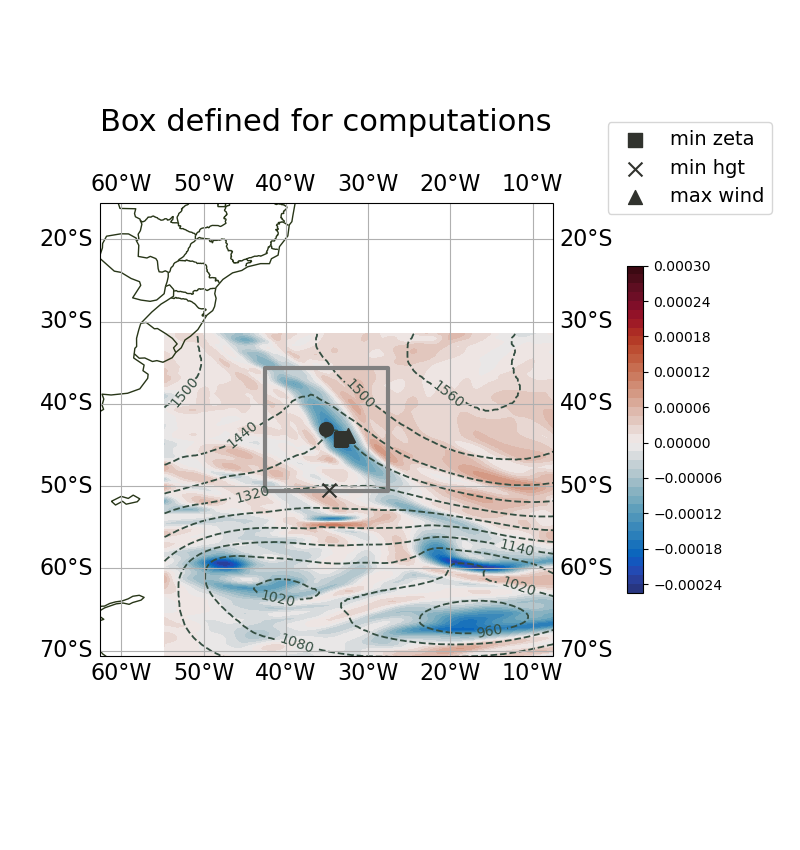 Box defined for computations
min zeta
min hgt
max wind
60°W 50°W 40°W 30°W 20°W 10°W
20°S 20°S
30°S 30°S
40°S 40°S
50°S 50°S
60°S 60°S
70°S 70°S
60°W 50°W 40°W 30°W 20°W 10°W
1500
1500
1560
1440
1320
1140
1020
1020
960
1080
0.00030
0.00024
0.00018
0.00012
0.00006
0.00000
−0.00006
−0.00012
−0.00018
−0.00024